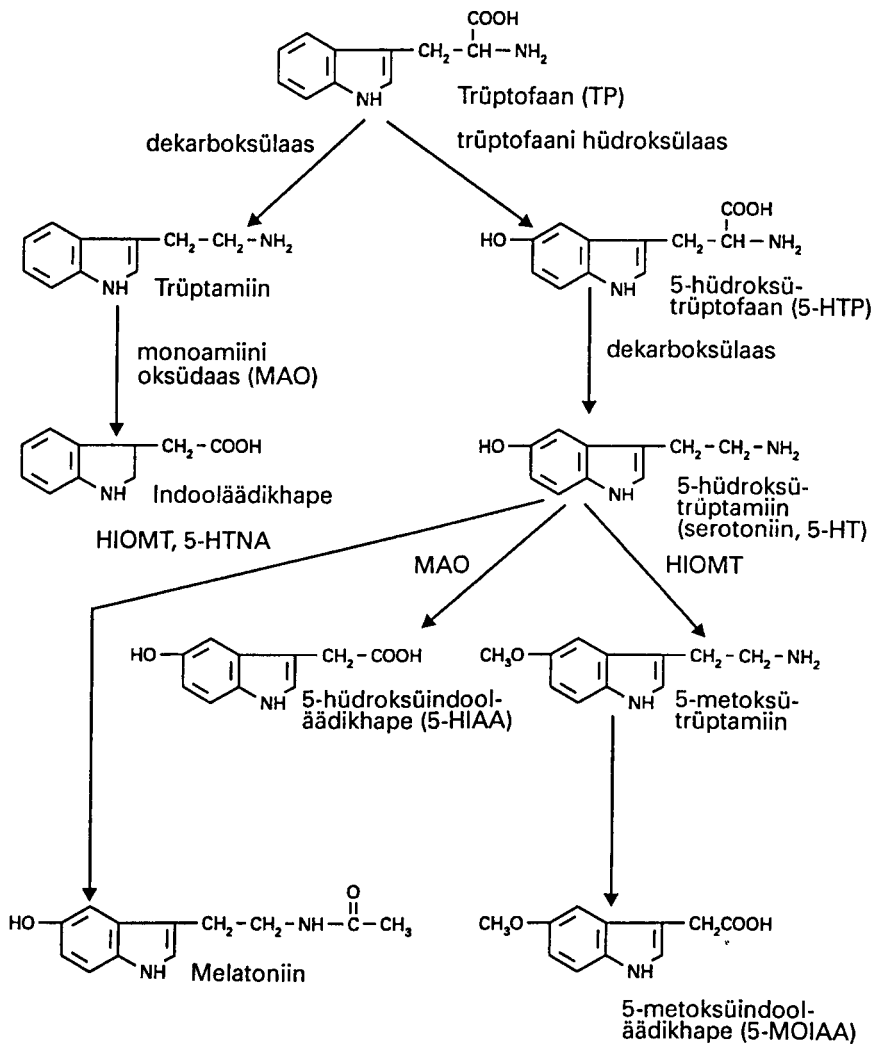 COOH
CH₂-CH-NH₂
NH
Trüptofaan (TP)
dekarboksülaas
trüptofaani hüdroksülaas
CH₂-CH₂-NH₂
NH
Trüptamiin
COOH
HO
CH₂-CH-NH₂
NH
5-hüdroksü-
trüptofaan (5-HTP)
monoamiini
oksüdaas (MAO)
dekarboksülaas
CH₂-COOH
NH
Indooläädikhape
HO
CH₂-CH₂-NH₂
NH
5-hüdroksü-
trüptamiin
(serotoniin, 5-HT)
HIOMT, 5-HTNA
MAO
HIOMT
HO
CH₂-COOH
NH
5-hüdroksüindool-
äädikhape (5-HIAA)
CH₃O
CH₂-CH₂-NH₂
NH
5-metoksü-
trüptamiin
O
HO
CH₂-CH₂-NH-C-CH₃
NH
Melatoniin
CH₃O
CH₂COOH
NH
5-metoksüindool-
äädikhape (5-MOIAA)